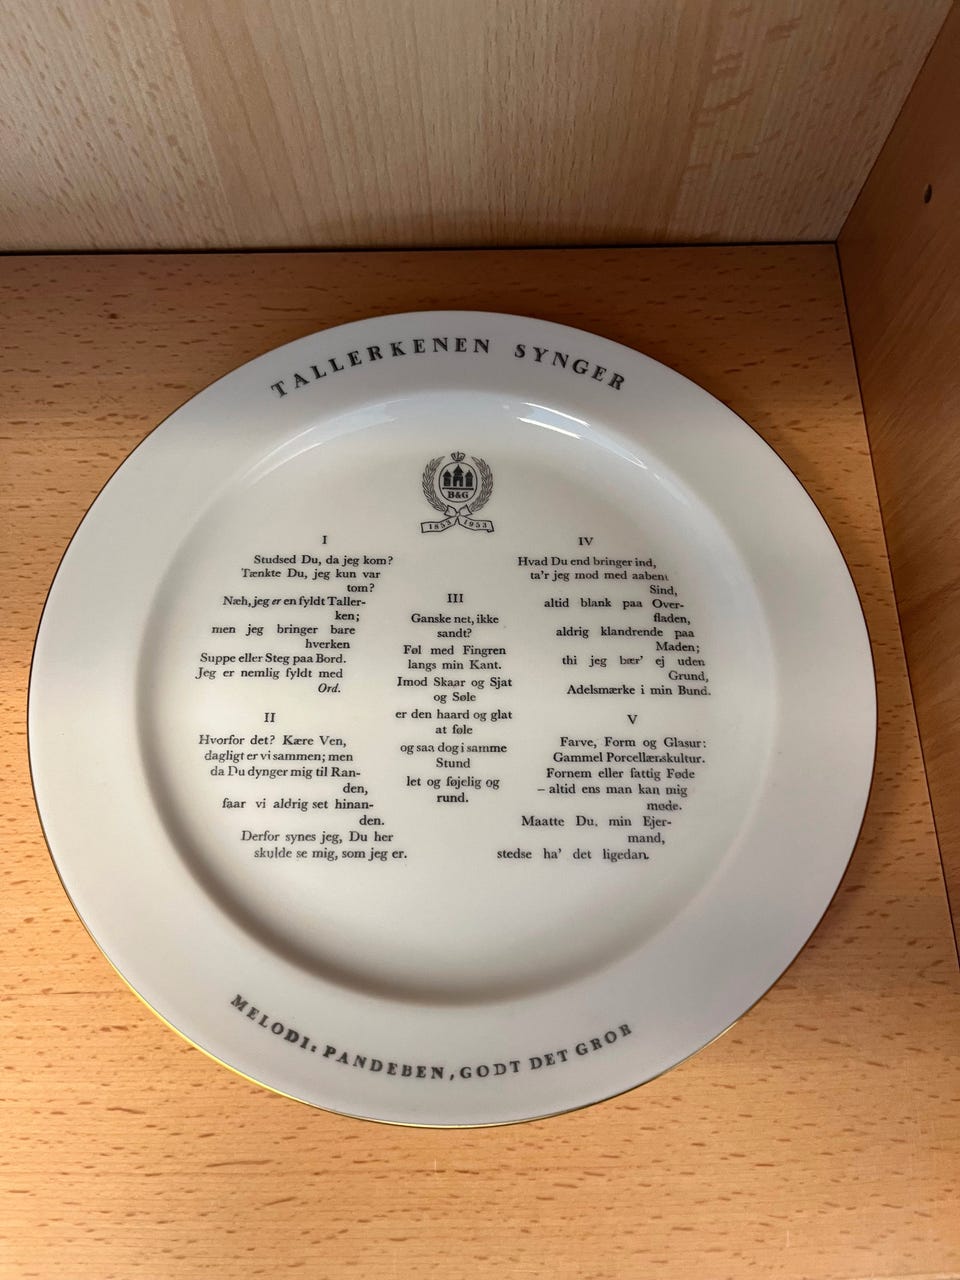 TALLERKENEN SYNGER
B&G
1853 1953
I
Studsed Du, da jeg kom?
Tænkte Du, jeg kun var
tom?
Næh, jeg er en fyldt Taller-
ken;
men jeg bringer bare
hverken
Suppe eller Steg paa Bord.
Jeg er nemlig fyldt med
Ord.
II
Hvorfor det? Kære Ven,
dagligt er vi sammen; men
da Du dynger mig til Ran-
den,
faar vi aldrig set hinan-
den.
Derfor synes jeg, Du her
skulde se mig, som jeg er.
III
Ganske net, ikke
sandt?
Føl med Fingren
langs min Kant.
Imod Skaar og Sjat
og Søle
er den haard og glat
at føle
og saa dog i samme
Stund
let og føjelig og
rund.
IV
Hvad Du end bringer ind,
ta'r jeg mod med aabent
Sind,
altid blank paa Over-
fladen,
aldrig klandrende paa
Maden;
thi jeg bær' ej uden
Grund,
Adelsmærke i min Bund.
V
Farve, Form og Glasur:
Gammel Porcellænskultur.
Fornem eller fattig Føde
– altid ens man kan mig
møde.
Maatte Du, min Ejer-
mand,
stedse ha' det ligedan.
MELODI: PANDEBEN, GODT DET GROR